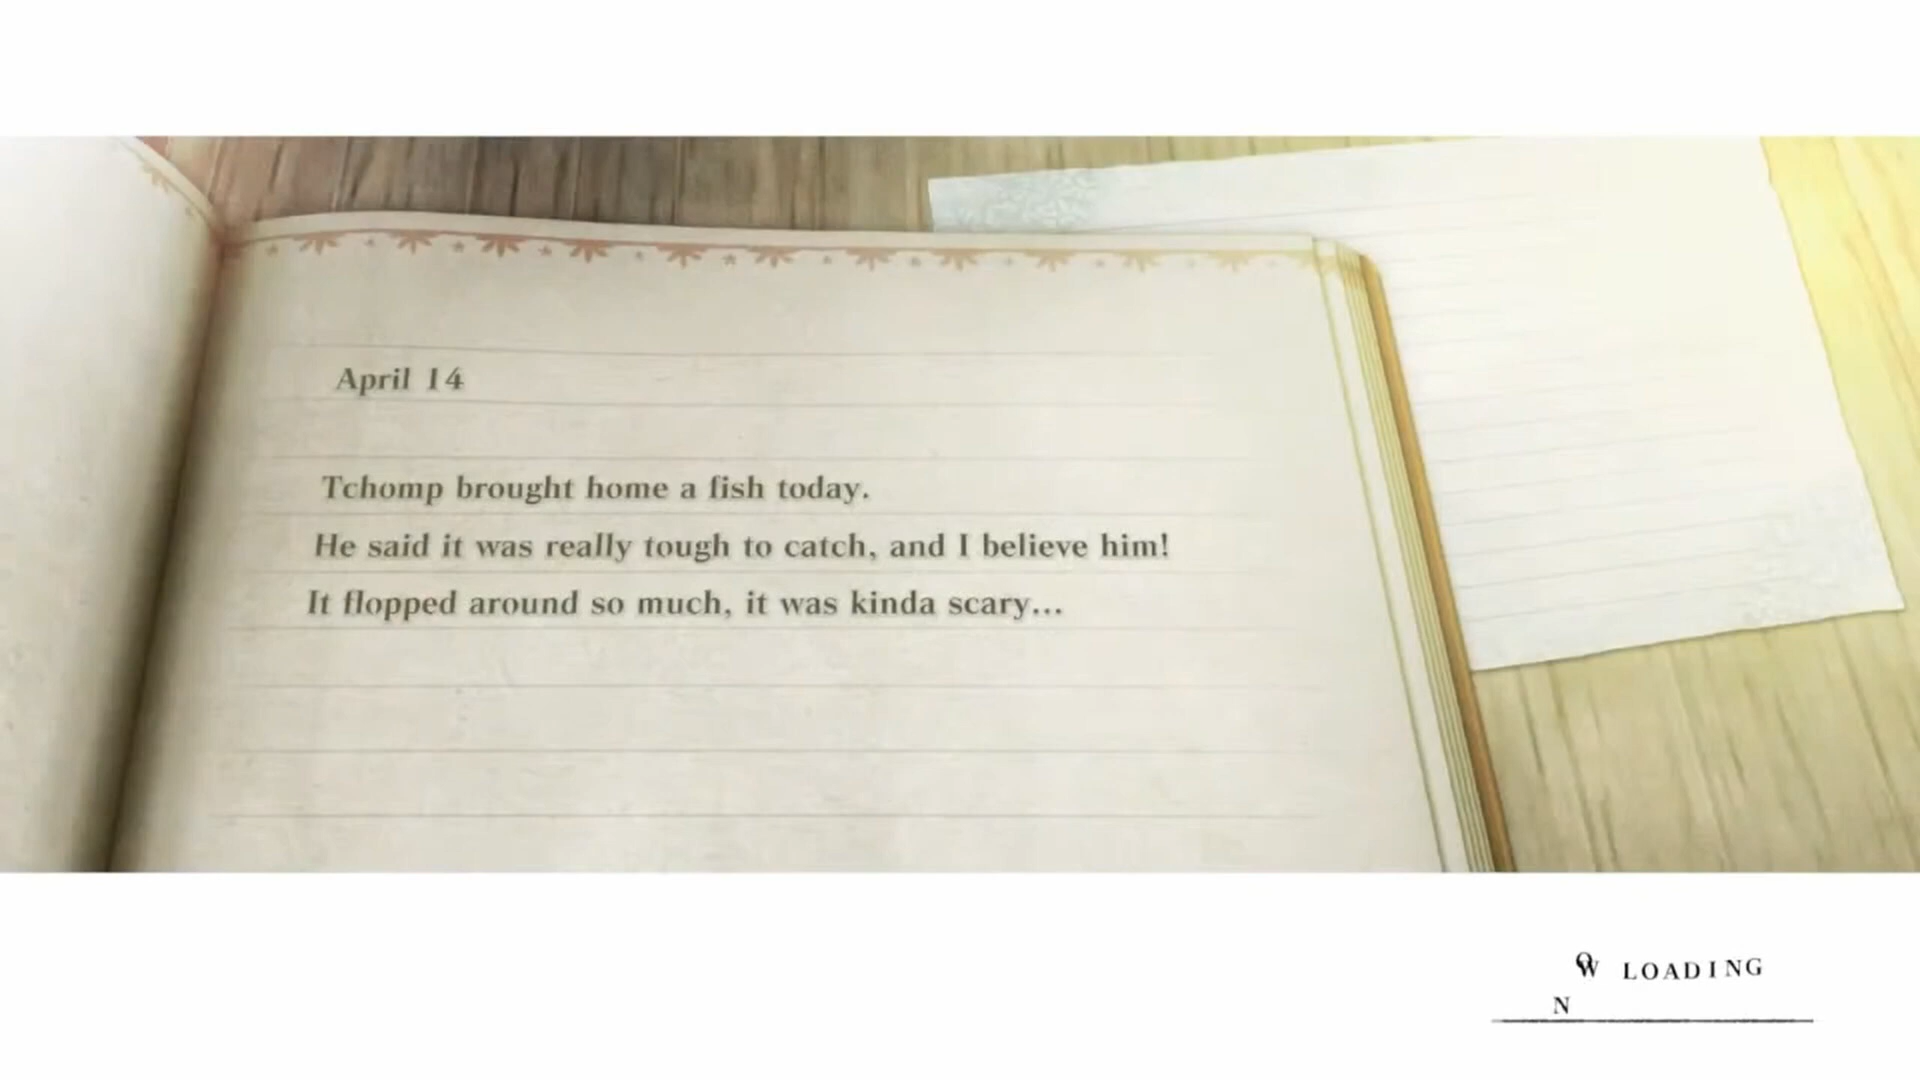 April 14
Tchomp brought home a fish today.
He said it was really tough to catch, and I believe him!
It flopped around so much, it was kinda scary...
NOW LOADING